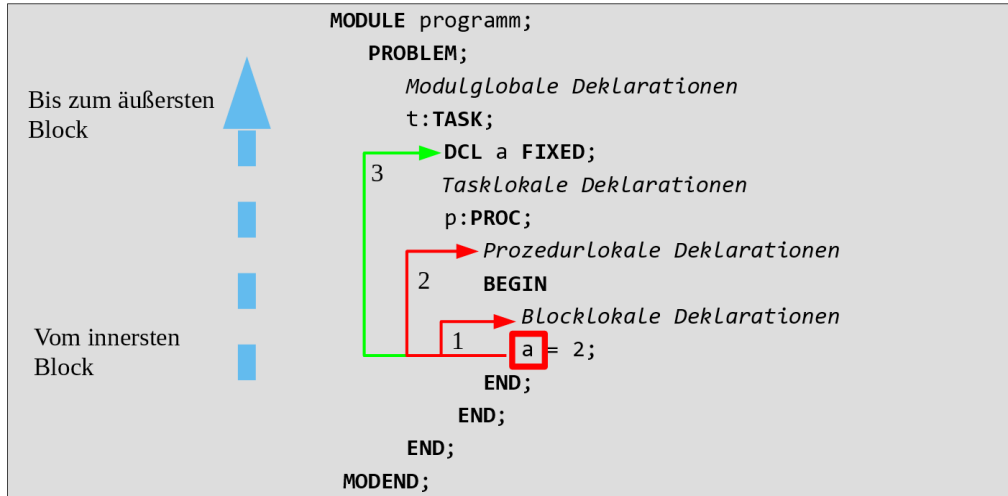 MODULE programm;
PROBLEM;
Modulglobale Deklarationen
Bis zum äußersten
Block
t:TASK;
DCL a FIXED;
3
Tasklokale Deklarationen
p:PROC;
Prozedurlokale Deklarationen
2
BEGIN
Blocklokale Deklarationen
Vom innersten
Block
1
a = 2;
END;
END;
END;
MODEND;